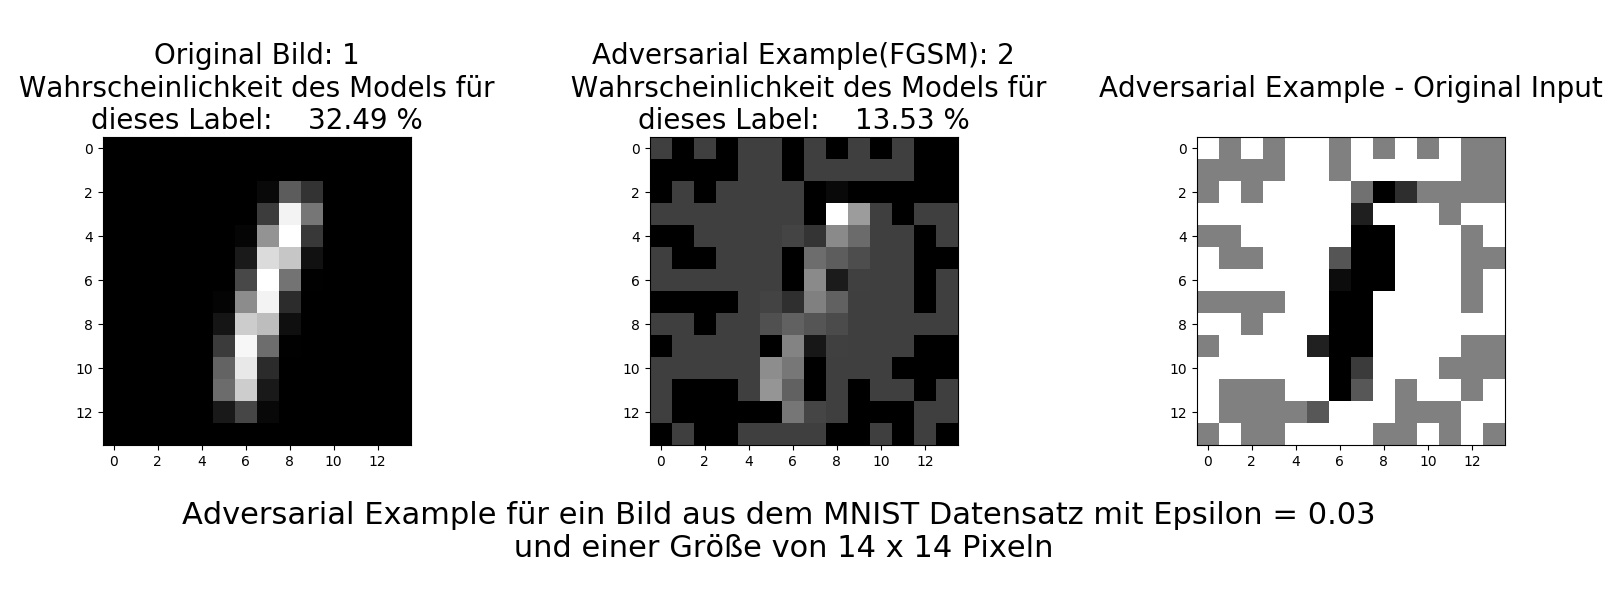 Original Bild: 1
Wahrscheinlichkeit des Models für
dieses Label: 32.49 %
0
2
4
6
8
10
12
0 2 4 6 8 10 12
Adversarial Example(FGSM): 2
Wahrscheinlichkeit des Models für
dieses Label: 13.53 %
0
2
4
6
8
10
12
0 2 4 6 8 10 12
Adversarial Example - Original Input
0
2
4
6
8
10
12
0 2 4 6 8 10 12
Adversarial Example für ein Bild aus dem MNIST Datensatz mit Epsilon = 0.03
und einer Größe von 14 x 14 Pixeln